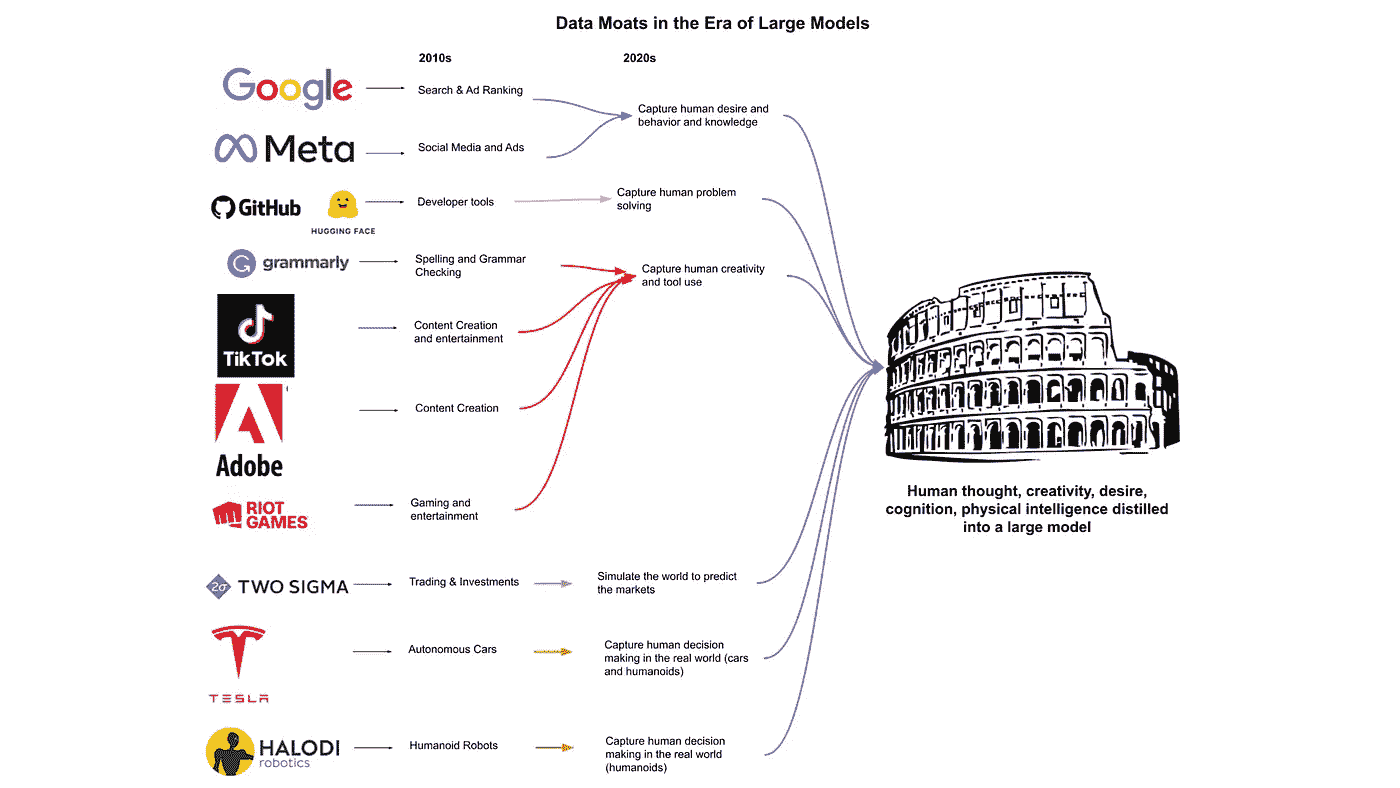 Data Moats in the Era of Large Models
2010s
2020s
Google
Search & Ad Ranking
Capture human desire and
behavior and knowledge
Meta
Social Media and Ads
GitHub
HUGGING FACE
Developer tools
Capture human problem
solving
grammarly
Spelling and Grammar
Checking
Capture human creativity
and tool use
TikTok
Content Creation
and entertainment
Adobe
Content Creation
RIOT
GAMES
Gaming and
entertainment
Human thought, creativity, desire,
cognition, physical intelligence distilled
into a large model
2σ TWO SIGMA
Trading & Investments
Simulate the world to predict
the markets
TESLA
Autonomous Cars
Capture human decision
making in the real world (cars
and humanoids)
HALODI
robotics
Humanoid Robots
Capture human decision
making in the real world
(humanoids)